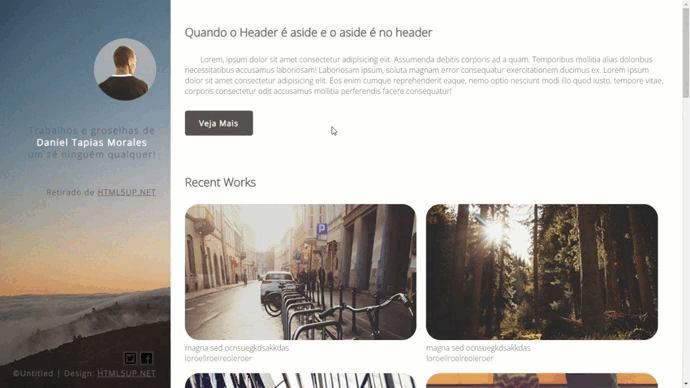 Trabalhos e groselhas de
Daniel Tapias Morales
um zé ninguém qualquer!
Retirado de HTML5UP.NET
©Untitled | Design: HTML5UP.NET
Quando o Header é aside e o aside é no header
Lorem, ipsum dolor sit amet consectetur adipisicing elit. Assumenda debitis corporis ad a quam. Temporibus mollitia alias doloribus
necessitatibus accusamus laboriosam! Laboriosam ipsum, soluta magnam error consequatur exercitationem ducimus ex. Lorem ipsum
dolor sit amet consectetur adipisicing elit. Eos enim cumque reprehenderit eaque, nemo optio nesciunt modi illo quod iusto, tempore vitae,
corporis consectetur odit accusamus mollitia perferendis facere consequatur!
Veja Mais
Recent Works
magna sed ocnsuegkdsakkdas
loroellroelreoleroer
magna sed ocnsuegkdsakkdas
loroellroelreoleroer